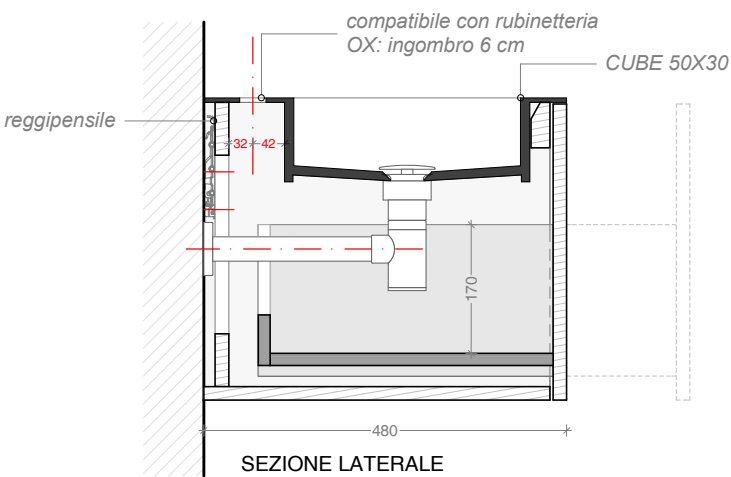 compatibile con rubinetteria
OX: ingombro 6 cm
CUBE 50X30
reggipensile
32
42
170
480
SEZIONE LATERALE